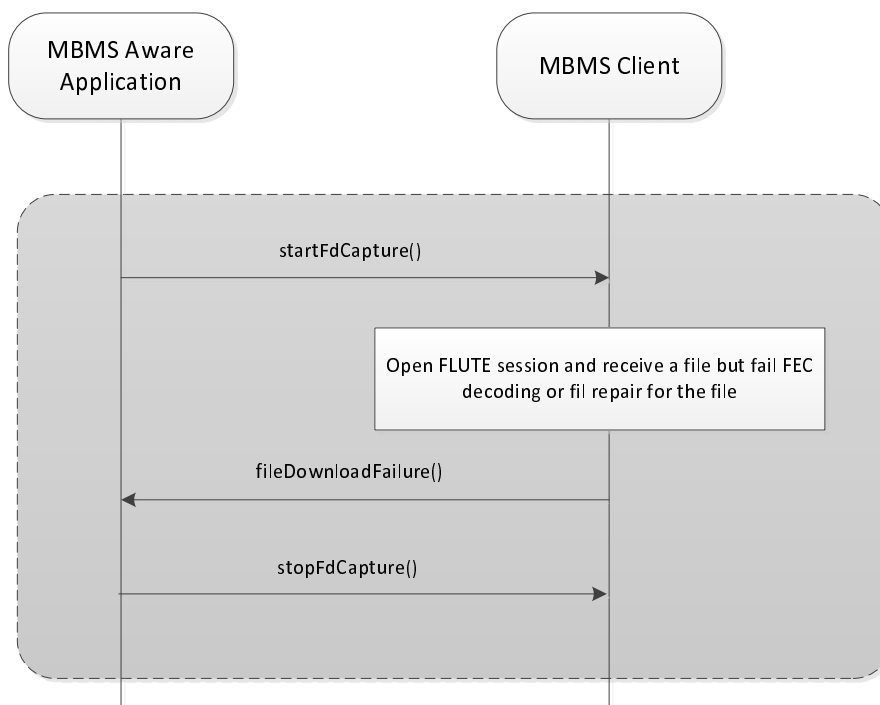 MBMS Aware
Application
MBMS Client
startFdCapture()
Open FLUTE session and receive a file but fail FEC
decoding or fil repair for the file
fileDownloadFailure()
stopFdCapture()